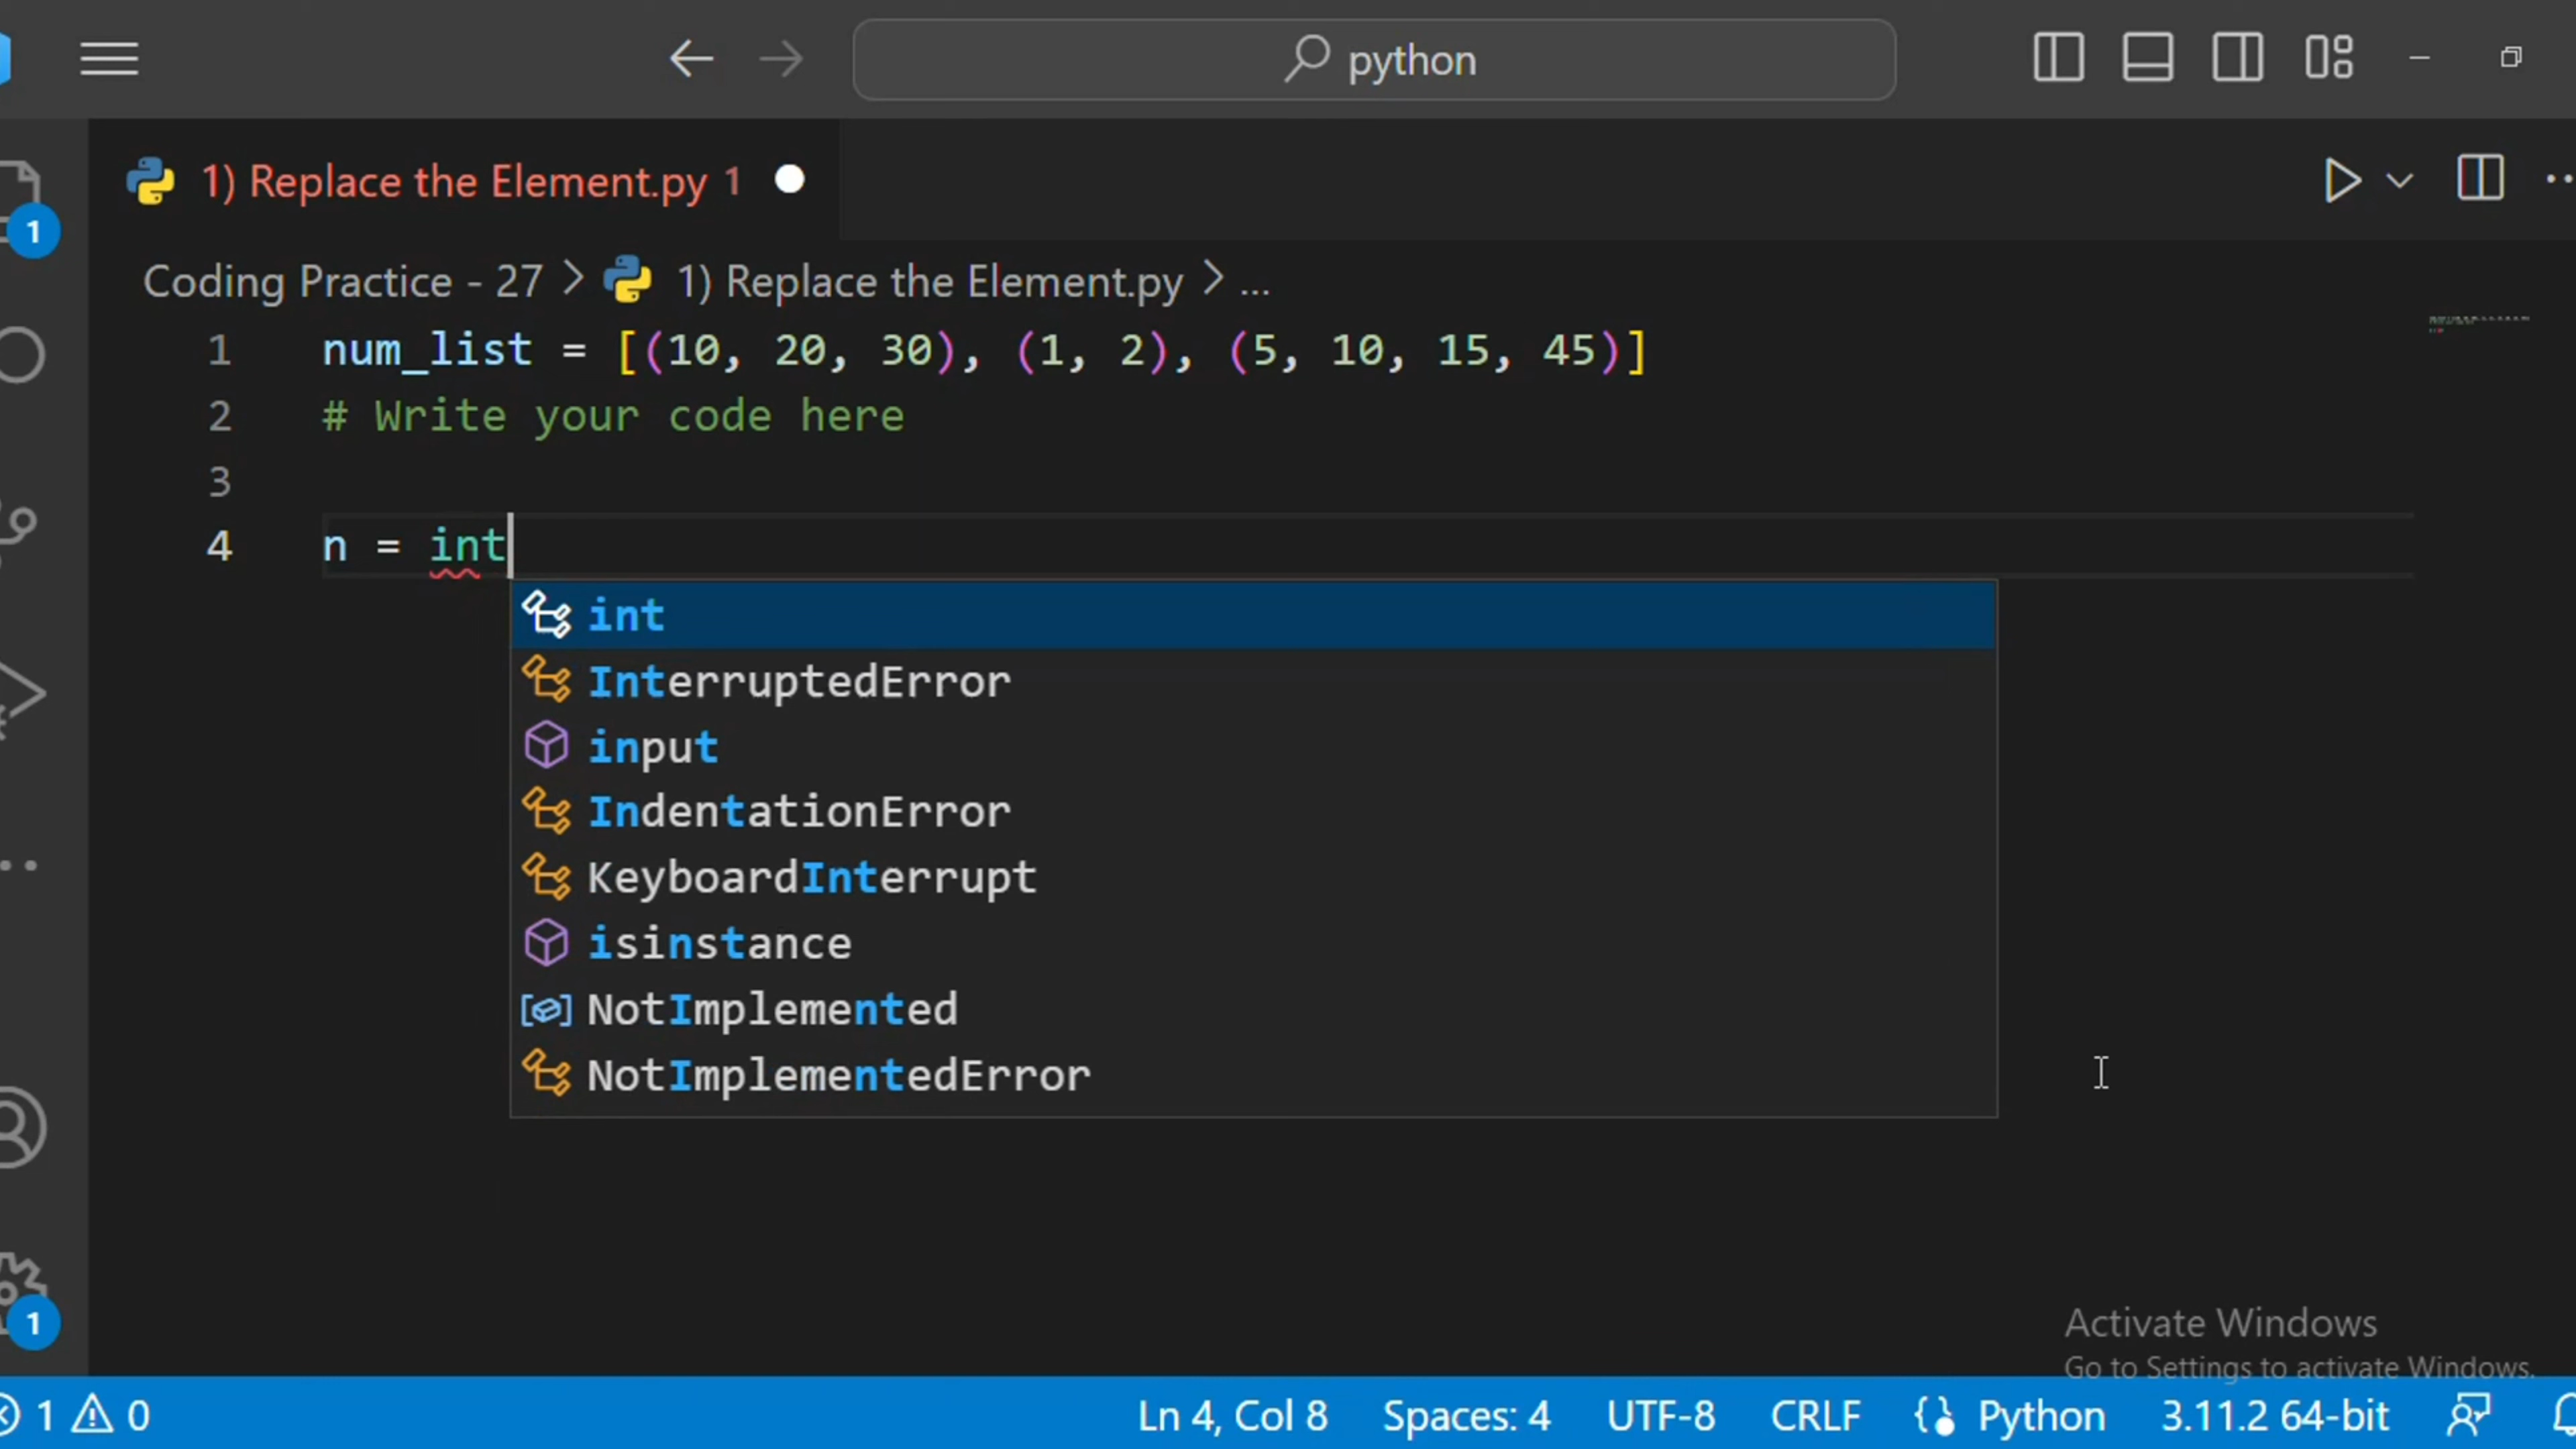 python
1) Replace the Element.py 1
1
Coding Practice - 27 > 1) Replace the Element.py > ...
1 num_list = [(10, 20, 30), (1, 2), (5, 10, 15, 45)]
2 # Write your code here
3
4 n = int
int
InterruptedError
input
IndentationError
KeyboardInterrupt
isinstance
NotImplemented
NotImplementedError
1
Activate Windows
Go to Settings to activate Windows.
1 0 Ln 4, Col 8 Spaces: 4 UTF-8 CRLF Python 3.11.2 64-bit